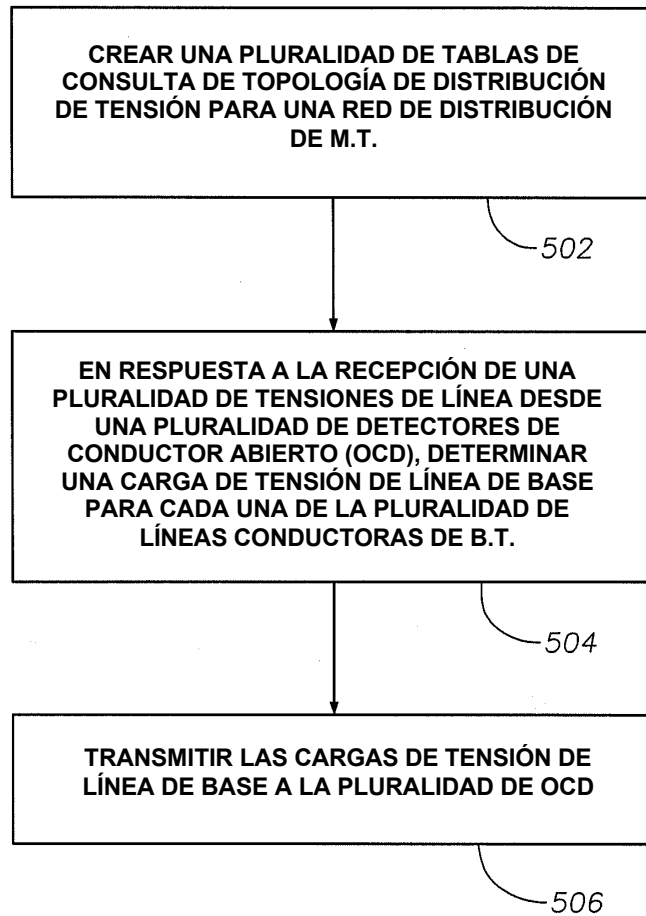 CREAR UNA PLURALIDAD DE TABLAS DE
CONSULTA DE TOPOLOGÍA DE DISTRIBUCIÓN
DE TENSIÓN PARA UNA RED DE DISTRIBUCIÓN
DE M.T.
502
EN RESPUESTA A LA RECEPCIÓN DE UNA
PLURALIDAD DE TENSIONES DE LÍNEA DESDE
UNA PLURALIDAD DE DETECTORES DE
CONDUCTOR ABIERTO (OCD), DETERMINAR
UNA CARGA DE TENSIÓN DE LÍNEA DE BASE
PARA CADA UNA DE LA PLURALIDAD DE
LÍNEAS CONDUCTORAS DE B.T.
504
TRANSMITIR LAS CARGAS DE TENSIÓN DE
LÍNEA DE BASE A LA PLURALIDAD DE OCD
506